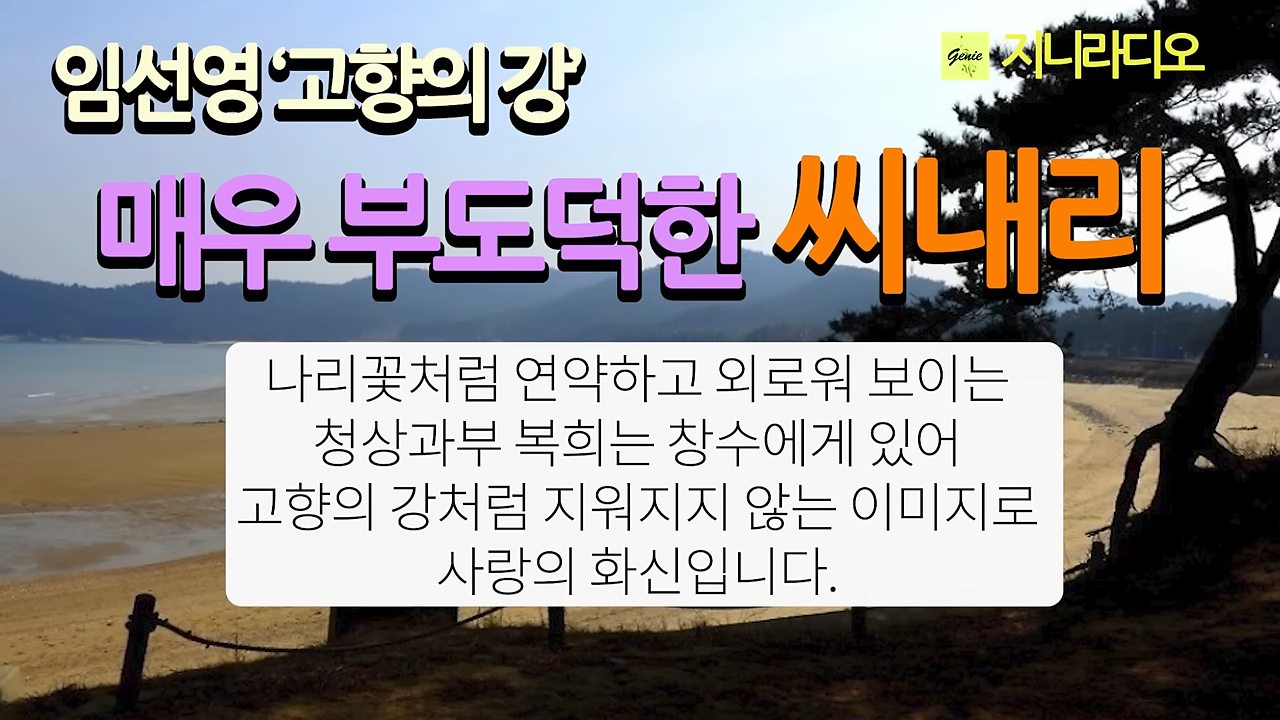 임선영 '고향의 강'
Genie 지니라디오
매우 부도덕한 씨내리
나리꽃처럼 연약하고 외로워 보이는
청상과부 복희는 창수에게 있어
고향의 강처럼 지워지지 않는 이미지로
사랑의 화신입니다.